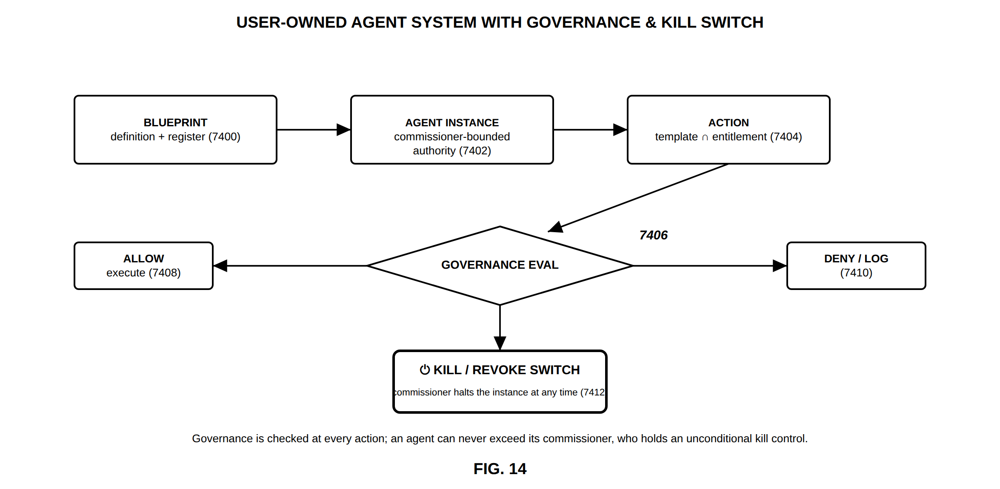 USER-OWNED AGENT SYSTEM WITH GOVERNANCE & KILL SWITCH
BLUEPRINT
definition + register (7400)
AGENT INSTANCE
commissioner-bounded
authority (7402)
ACTION
template ∩ entitlement (7404)
7406
ALLOW
execute (7408)
GOVERNANCE EVAL
DENY / LOG
(7410)
⏻ KILL / REVOKE SWITCH
commissioner halts the instance at any time (7412)
Governance is checked at every action; an agent can never exceed its commissioner, who holds an unconditional kill control.
FIG. 14